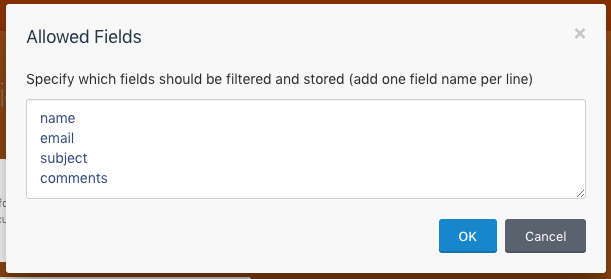 Allowed Fields
×
Specify which fields should be filtered and stored (add one field name per line)
name
email
subject
comments
OK
Cancel